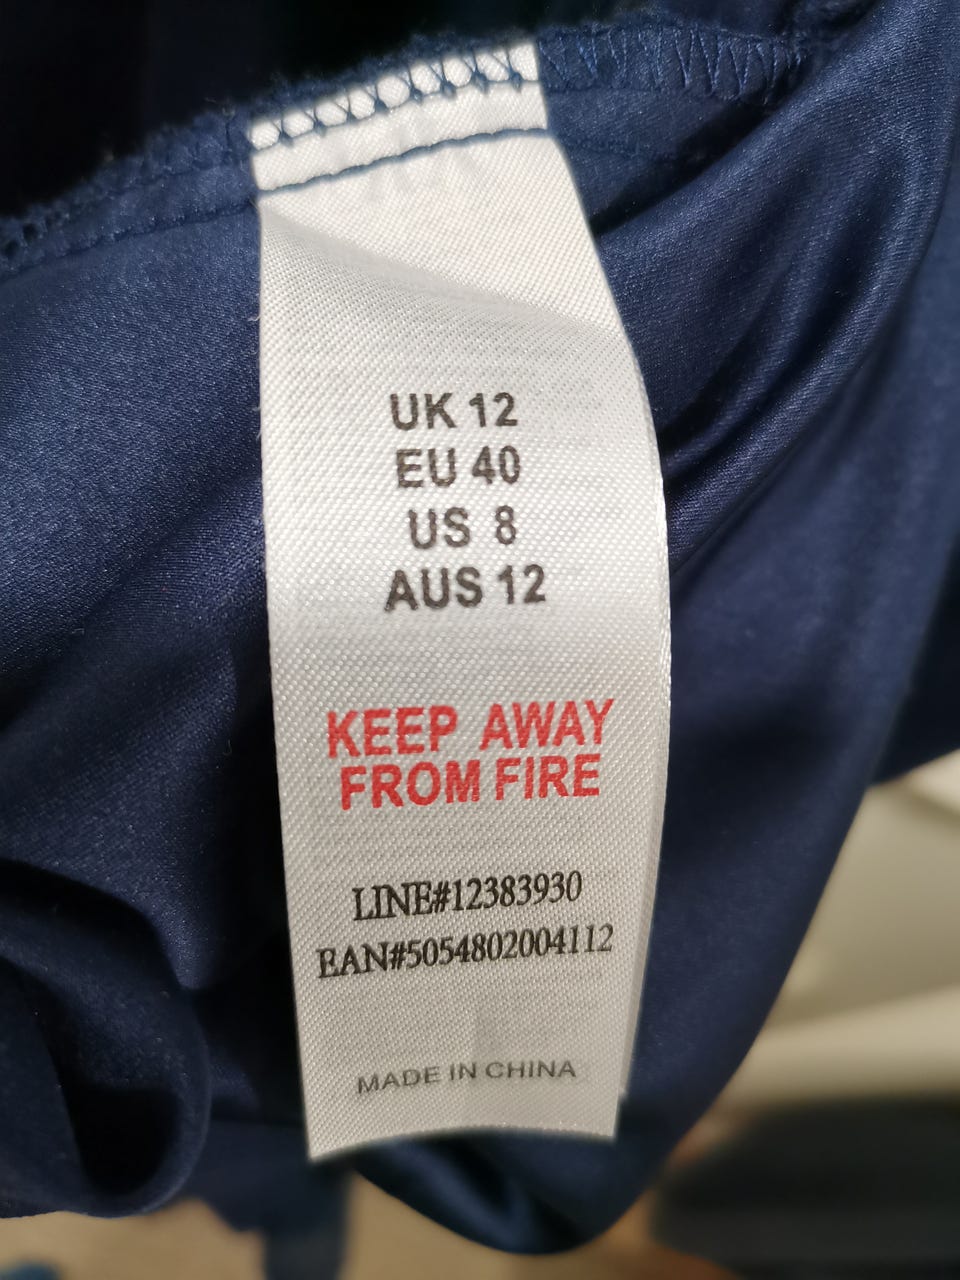 UK 12
EU 40
US 8
AUS 12
KEEP AWAY
FROM FIRE
LINE#12383930
EAN#5054802004112
MADE IN CHINA